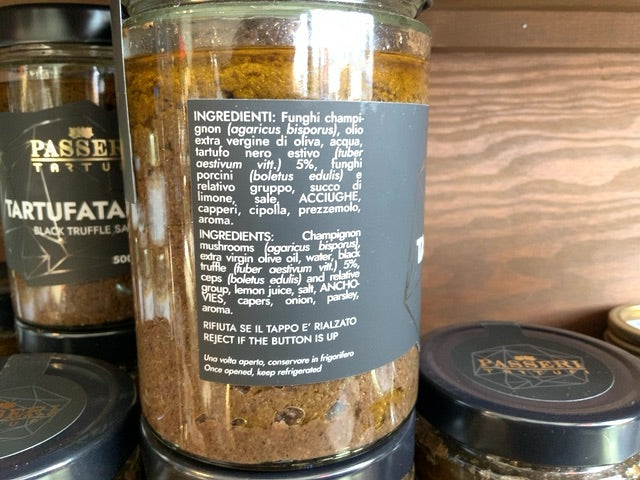 INGREDIENTI: Funghi champi-
gnon (agaricus bisporus), olio
extra vergine di oliva, acqua,
tartufo nero estivo (tuber
aestivum vitt.) 5%, funghi
porcini (boletus edulis) e
relativo gruppo, succo di
limone, sale, ACCIUGHE,
capperi, cipolla, prezzemolo,
aroma.
INGREDIENTS: Champignon
mushrooms (agaricus bisporus),
extra virgin olive oil, water, black
truffle (tuber aestivum vitt.) 5%,
ceps (boletus edulis) and relative
group, lemon juice, salt, ANCHO-
VIES, capers, onion, parsley,
aroma.
RIFIUTA SE IL TAPPO E' RIALZATO
REJECT IF THE BUTTON IS UP
Una volta aperto, conservare in frigorifero
Once opened, keep refrigerated
PASSER
TARTU
TARTUFATA
BLACK TRUFFLE SA
500
PASSERI